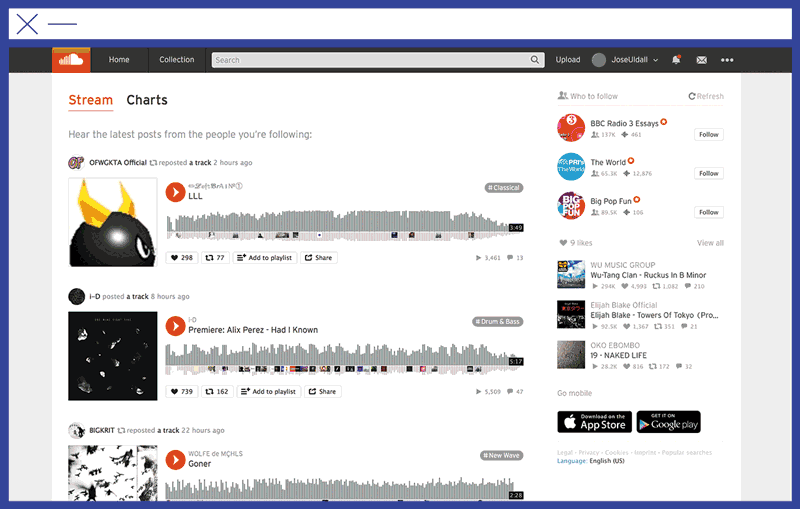 Home
Collection
Search
Upload
JoseUldall
Stream
Charts
Hear the latest posts from the people you're following:
OFWGKTA Official reposted a track 2 hours ago
LLL
# Classical
3:49
298
77
Add to playlist
Share
3,461
13
i-D posted a track 8 hours ago
i-D
Premiere: Alix Perez - Had I Known
# Drum & Bass
5:17
739
162
Add to playlist
Share
5,509
47
BIGKRIT reposted a track 22 hours ago
WOLFE de MÇHLS
Goner
# New Wave
2:28
Who to follow
Refresh
BBC Radio 3 Essays
137K
461
Follow
The World
65.3K
12,876
Follow
Big Pop Fun
89.5K
106
Follow
9 likes
View all
WU MUSIC GROUP
Wu-Tang Clan - Ruckus In B Minor
294K
4,993
1,082
210
Elijah Blake Official
Elijah Blake - Towers Of Tokyo (Pro...
92.5K
1,367
351
21
OKO EBOMBO
19 - NAKED LIFE
28.2K
816
172
32
Go mobile
Download on the
App Store
GET IT ON
Google play
Legal - Privacy - Cookies - Imprint - Popular searches
Language: English (US)